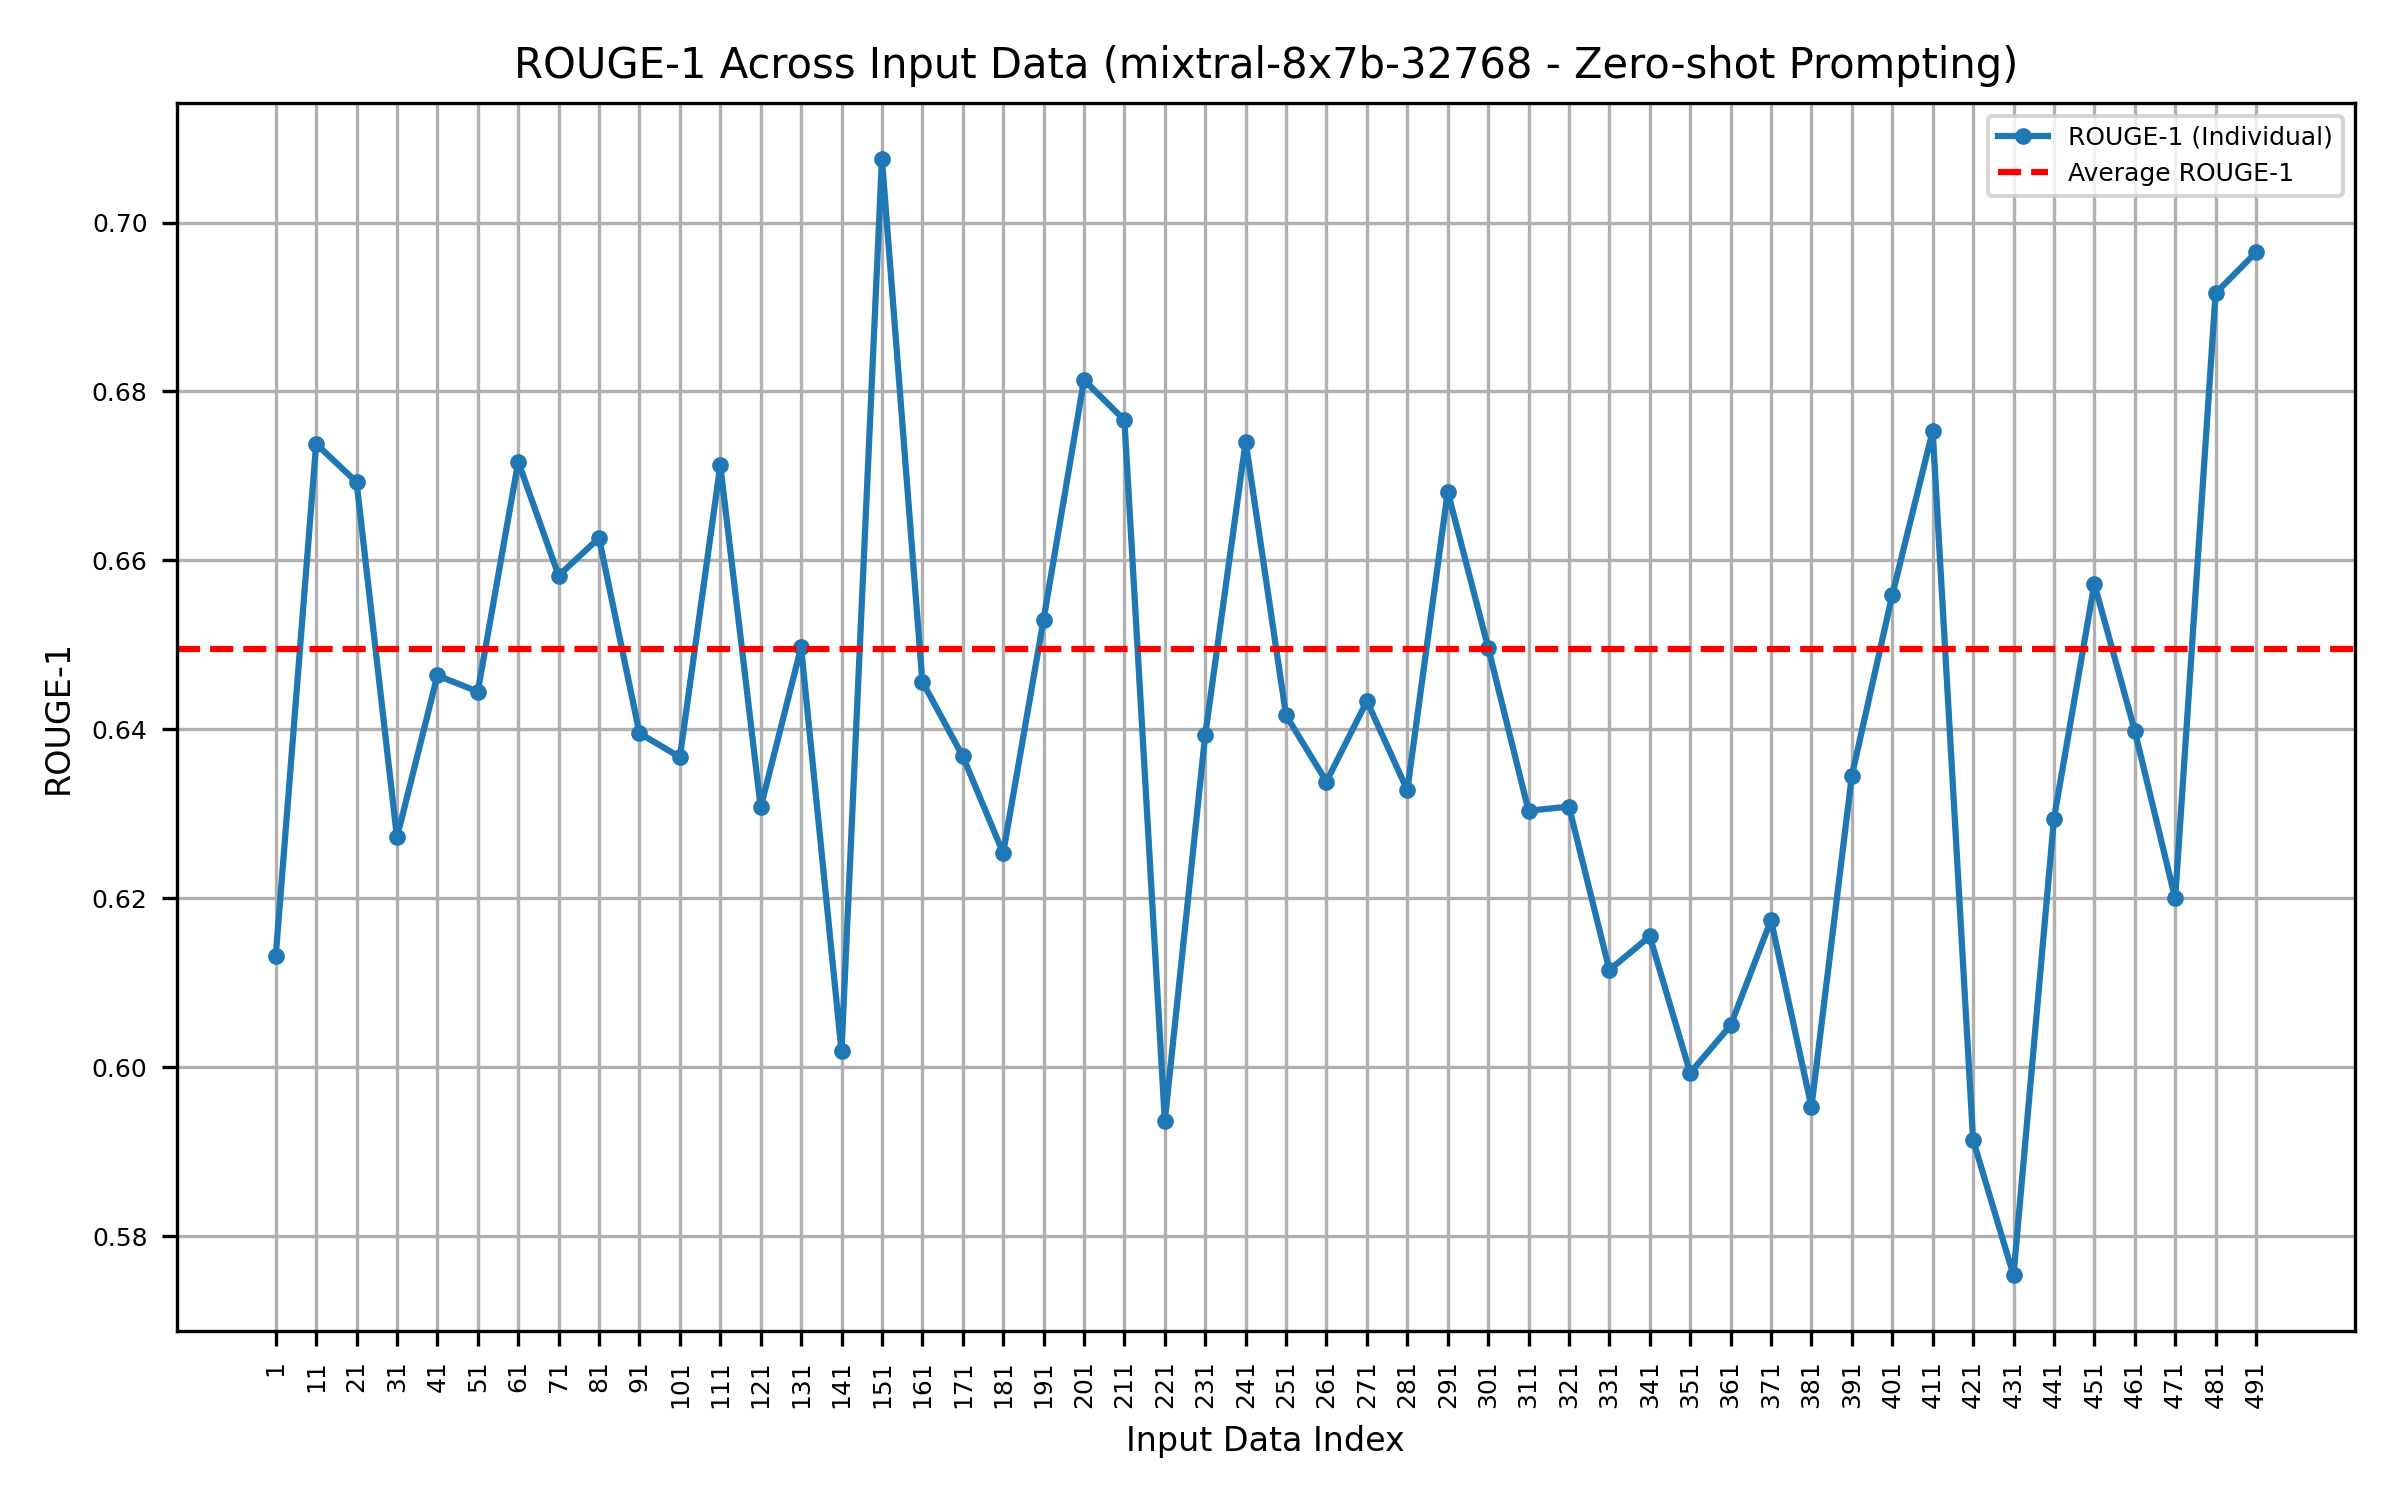 ROUGE-1 Across Input Data (mixtral-8x7b-32768 - Zero-shot Prompting)
ROUGE-1 (Individual)
Average ROUGE-1
0.70
0.68
0.66
0.64
0.62
0.60
0.58
ROUGE-1
1 11 21 31 41 51 61 71 81 91 101 111 121 131 141 151 161 171 181 191 201 211 221 231 241 251 261 271 281 291 301 311 321 331 341 351 361 371 381 391 401 411 421 431 441 451 461 471 481 491
Input Data Index